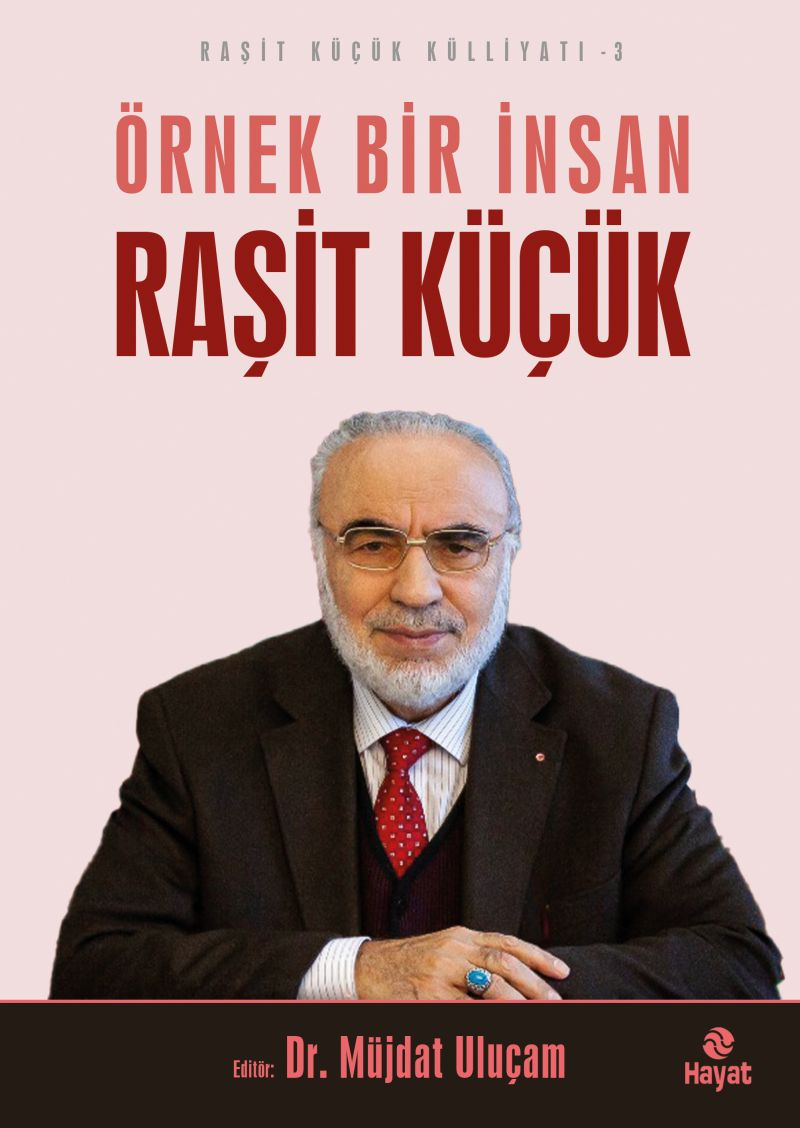 RAŞİT KÜÇÜK KÜLLİYATI -3
ÖRNEK BİR İNSAN
RAŞİT KÜÇÜK
Editör: Dr. Müjdat Uluçam
Hayat